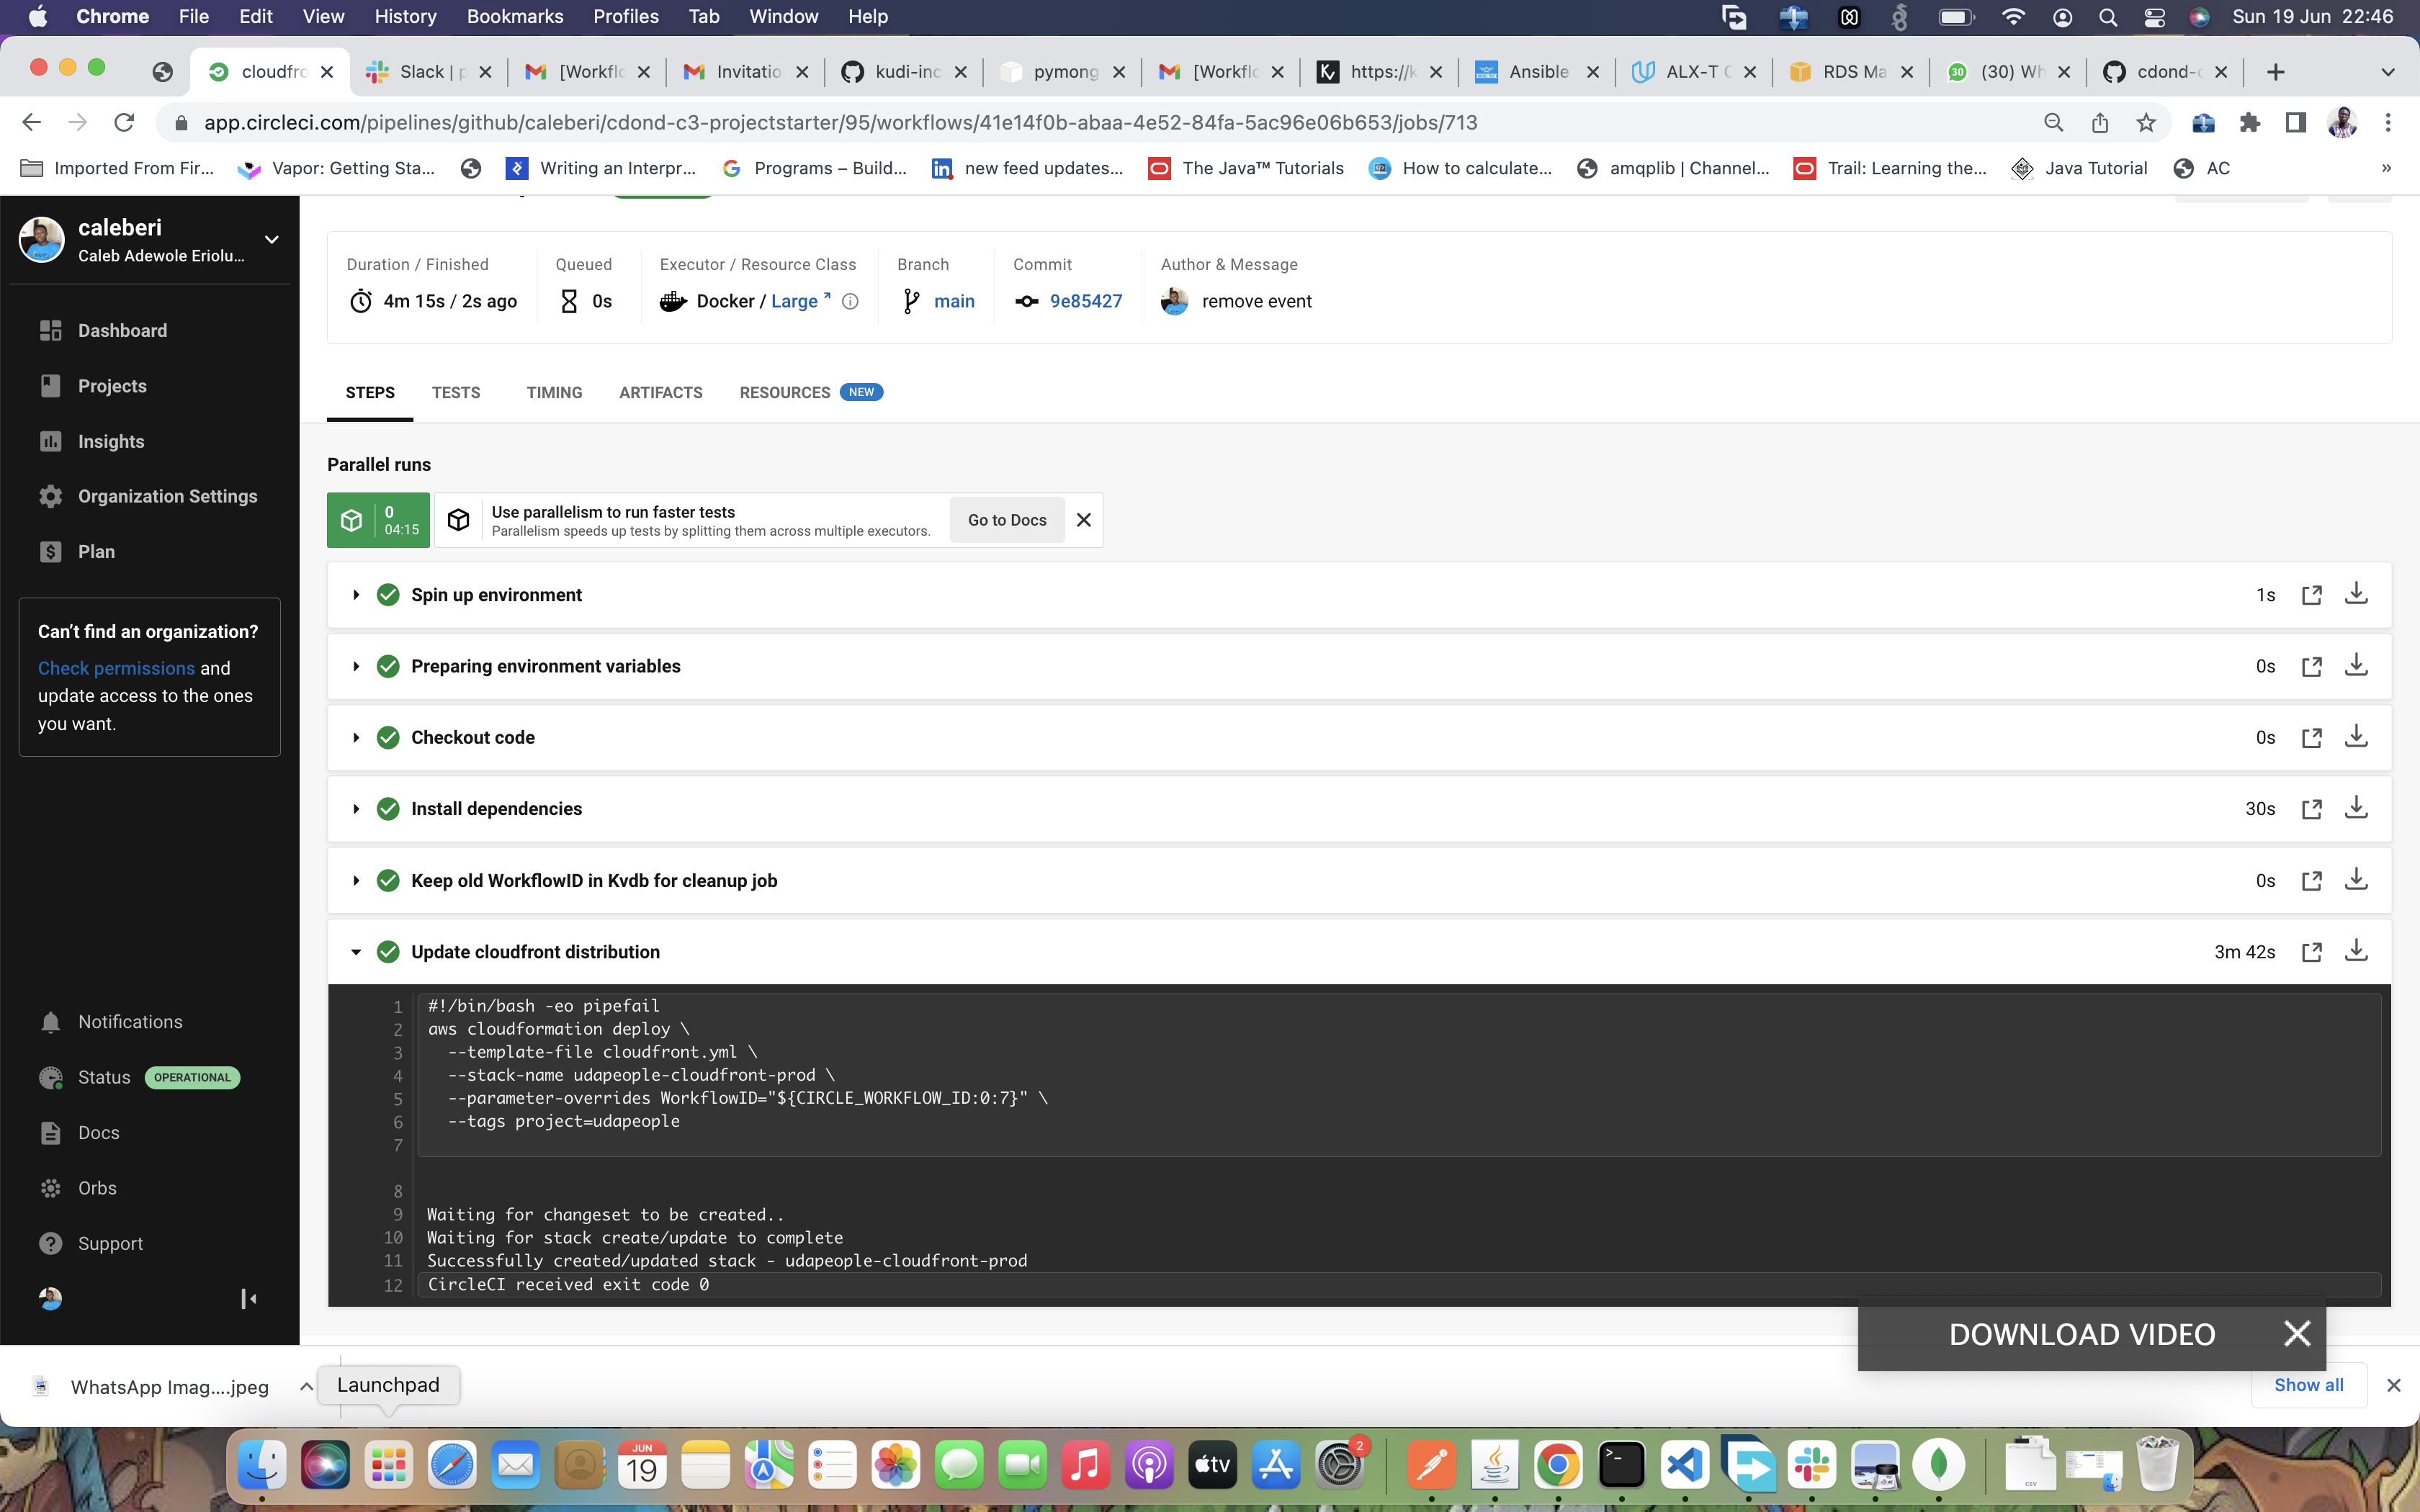 Chrome File Edit View History Bookmarks Profiles Tab Window Help Sun 19 Jun 22:46
cloudfro Slack | p [Workflo Invitatio kudi-inc pymong [Workflo https://k Ansible ALX-T C RDS Ma (30) Wh cdond-c
app.circleci.com/pipelines/github/caleberi/cdond-c3-projectstarter/95/workflows/41e14f0b-abaa-4e52-84fa-5ac96e06b653/jobs/713
Imported From Fir... Vapor: Getting Sta... Writing an Interpr... Programs – Build... new feed updates... The Java™ Tutorials How to calculate... amqplib | Channel... Trail: Learning the... Java Tutorial AC »
caleberi
Caleb Adewole Eriolu...
Dashboard
Projects
Insights
Organization Settings
Plan
Can't find an organization?
Check permissions and
update access to the ones
you want.
Notifications
Status OPERATIONAL
Docs
Orbs
Support
Duration / Finished Queued Executor / Resource Class Branch Commit Author & Message
4m 15s / 2s ago 0s Docker / Large main 9e85427 remove event
STEPS TESTS TIMING ARTIFACTS RESOURCES NEW
Parallel runs
0
04:15
Use parallelism to run faster tests
Parallelism speeds up tests by splitting them across multiple executors.
Go to Docs
Spin up environment 1s
Preparing environment variables 0s
Checkout code 0s
Install dependencies 30s
Keep old WorkflowID in Kvdb for cleanup job 0s
Update cloudfront distribution 3m 42s
1 #!/bin/bash -eo pipefail
2 aws cloudformation deploy \
3 --template-file cloudfront.yml \
4 --stack-name udapeople-cloudfront-prod \
5 --parameter-overrides WorkflowID="${CIRCLE_WORKFLOW_ID:0:7}" \
6 --tags project=udapeople
7
8
9 Waiting for changeset to be created..
10 Waiting for stack create/update to complete
11 Successfully created/updated stack - udapeople-cloudfront-prod
12 CircleCI received exit code 0
DOWNLOAD VIDEO
WhatsApp Imag....jpeg
Launchpad
Show all
JUN
19
tv
2
CSV